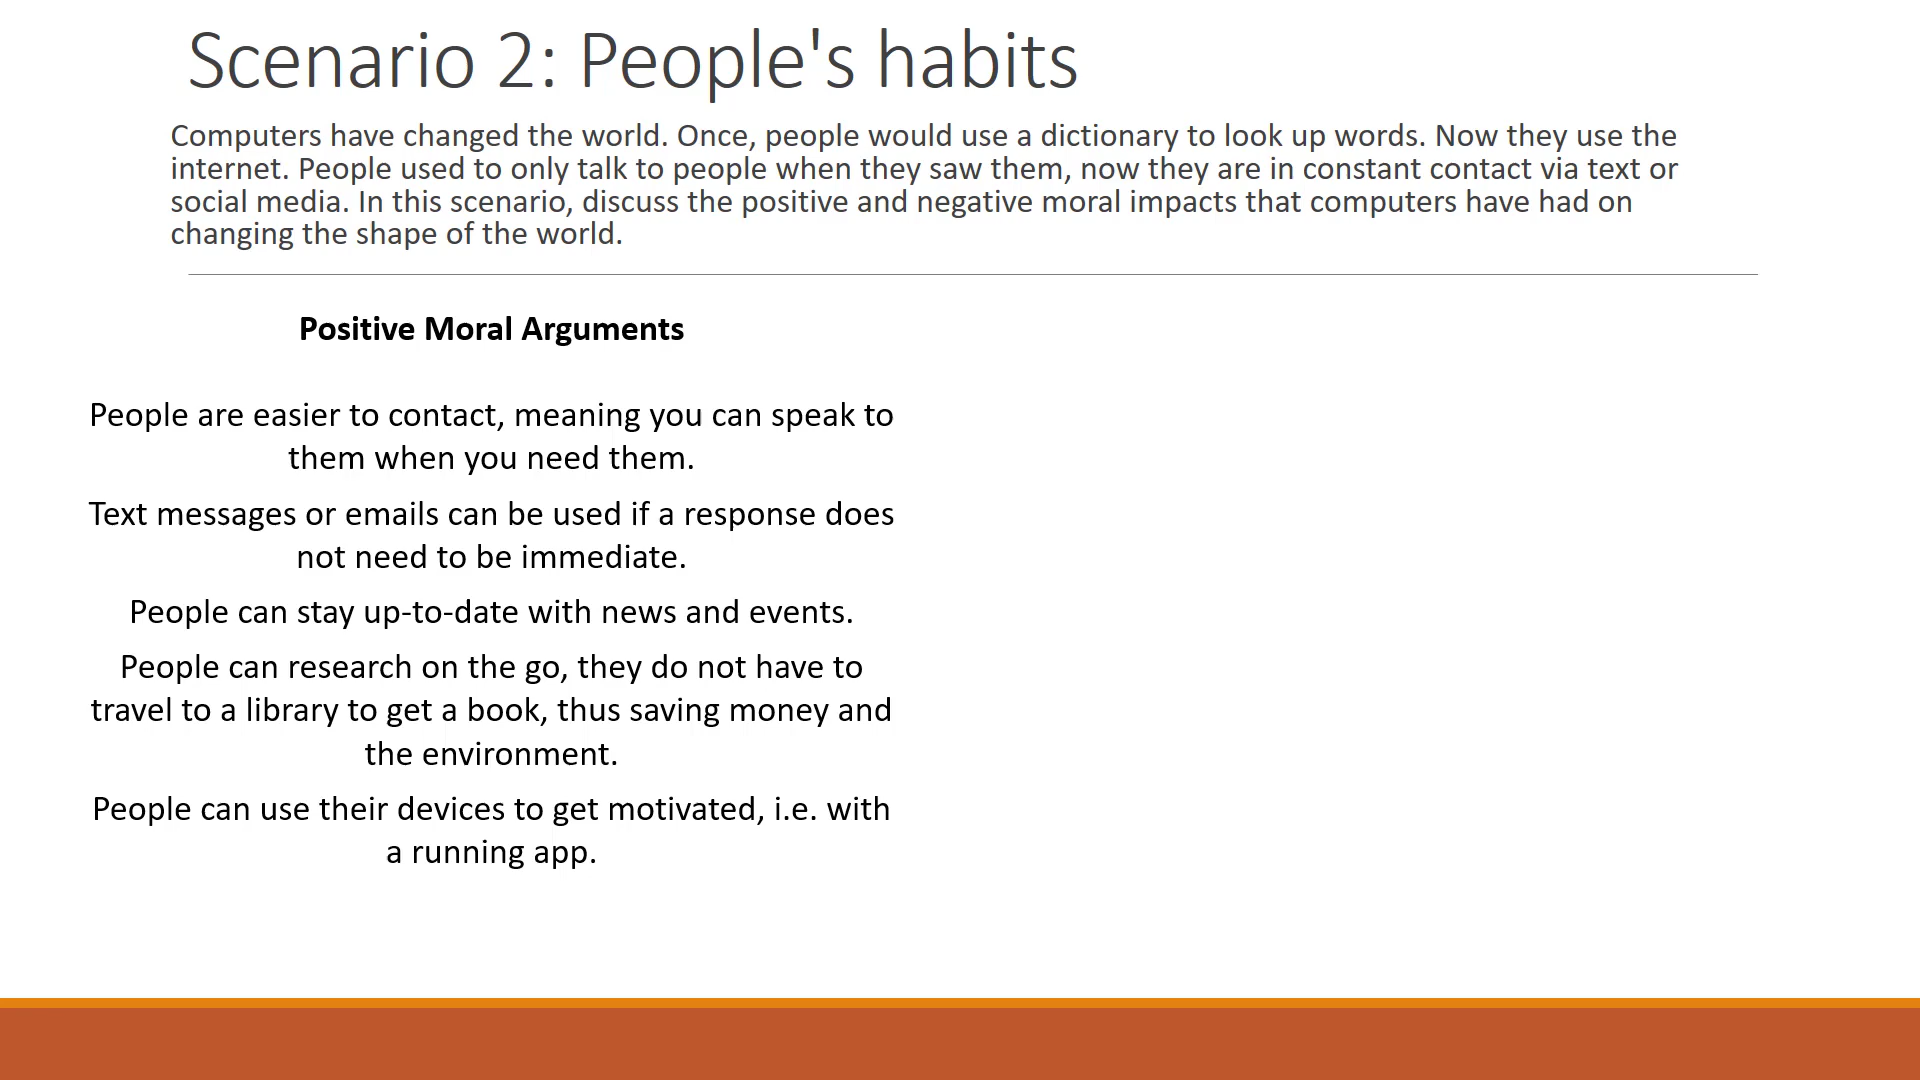 Scenario 2: People's habits
Computers have changed the world. Once, people would use a dictionary to look up words. Now they use the
internet. People used to only talk to people when they saw them, now they are in constant contact via text or
social media. In this scenario, discuss the positive and negative moral impacts that computers have had on
changing the shape of the world.
Positive Moral Arguments
People are easier to contact, meaning you can speak to
them when you need them.
Text messages or emails can be used if a response does
not need to be immediate.
People can stay up-to-date with news and events.
People can research on the go, they do not have to
travel to a library to get a book, thus saving money and
the environment.
People can use their devices to get motivated, i.e. with
a running app.